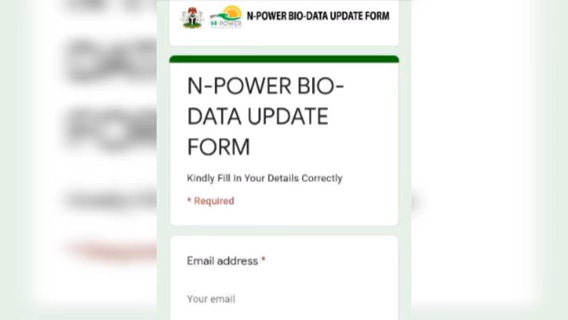 N-POWER BIO-DATA UPDATE FORM
N-POWER
N-POWER BIO-
DATA UPDATE
FORM
Kindly Fill In Your Details Correctly
* Required
Email address *
Your email